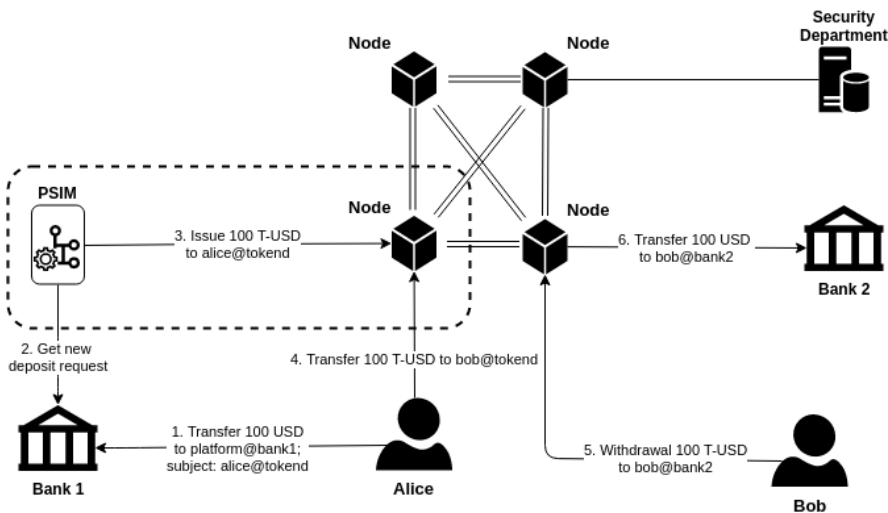 Security
Department
Node
Node
PSIM
Node
Node
3. Issue 100 T-USD
to alice@tokend
6. Transfer 100 USD
to bob@bank2
Bank 2
2. Get new
deposit request
4. Transfer 100 T-USD to bob@tokend
1. Transfer 100 USD
to platform@bank1;
subject: alice@tokend
5. Withdrawal 100 T-USD
to bob@bank2
Bank 1
Alice
Bob